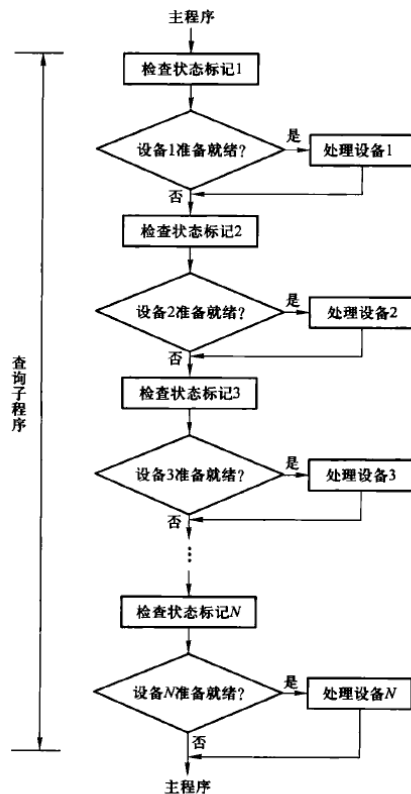 主程序
检查状态标记1
设备1准备就绪?
是
处理设备1
否
检查状态标记2
设备2准备就绪?
是
处理设备2
否
检查状态标记3
设备3准备就绪?
是
处理设备3
否
⋮
检查状态标记N
设备N准备就绪?
是
处理设备N
否
主程序
查询子程序